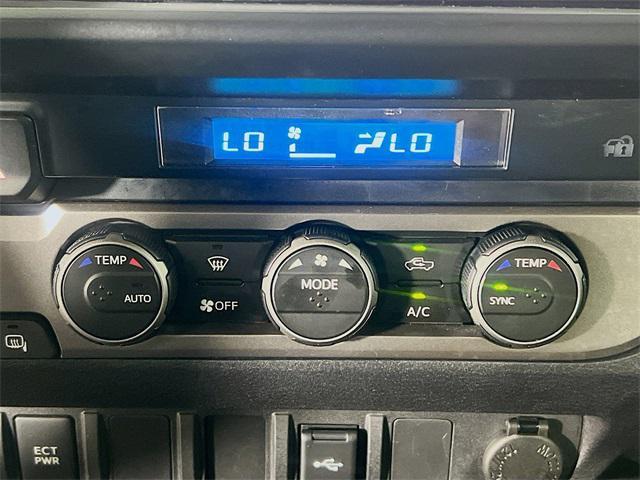 LO LO
TEMP
AUTO
OFF
MODE
A/C
TEMP
SYNC
ECT
PWR